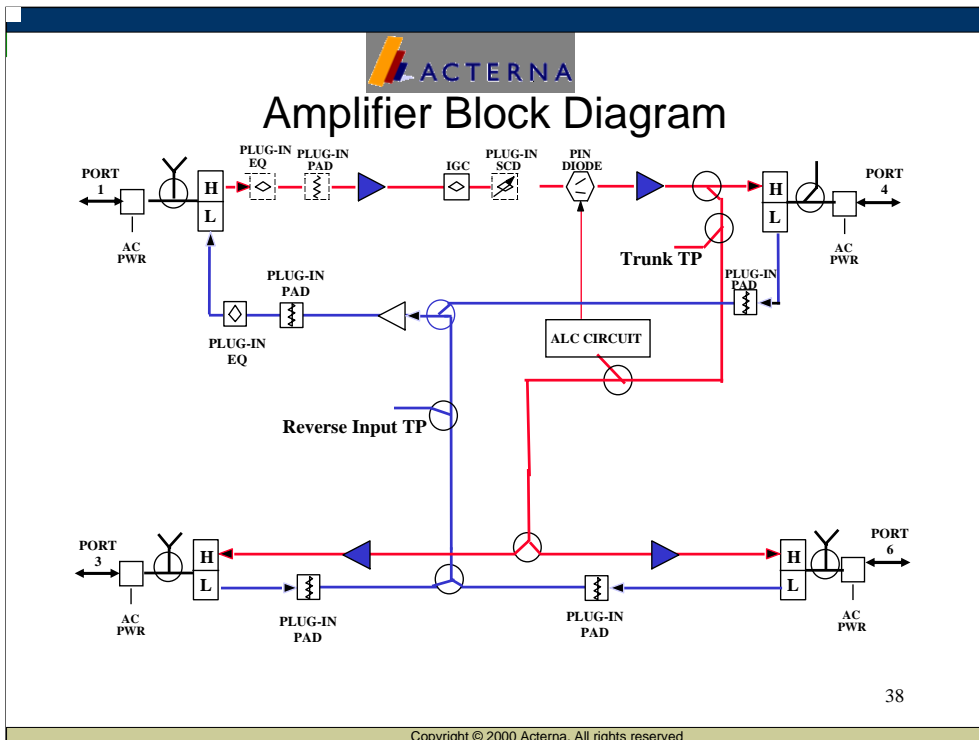 ACTERNA
Amplifier Block Diagram
PORT
1
AC
PWR
H
L
PLUG-IN
EQ
PLUG-IN
PAD
IGC
PLUG-IN
SCD
PIN
DIODE
H
L
PORT
4
AC
PWR
Trunk TP
PLUG-IN
PAD
PLUG-IN
PAD
PLUG-IN
EQ
ALC CIRCUIT
Reverse Input TP
PORT
3
AC
PWR
H
L
PLUG-IN
PAD
PLUG-IN
PAD
H
L
PORT
6
AC
PWR
38
Copyright © 2000 Acterna. All rights reserved